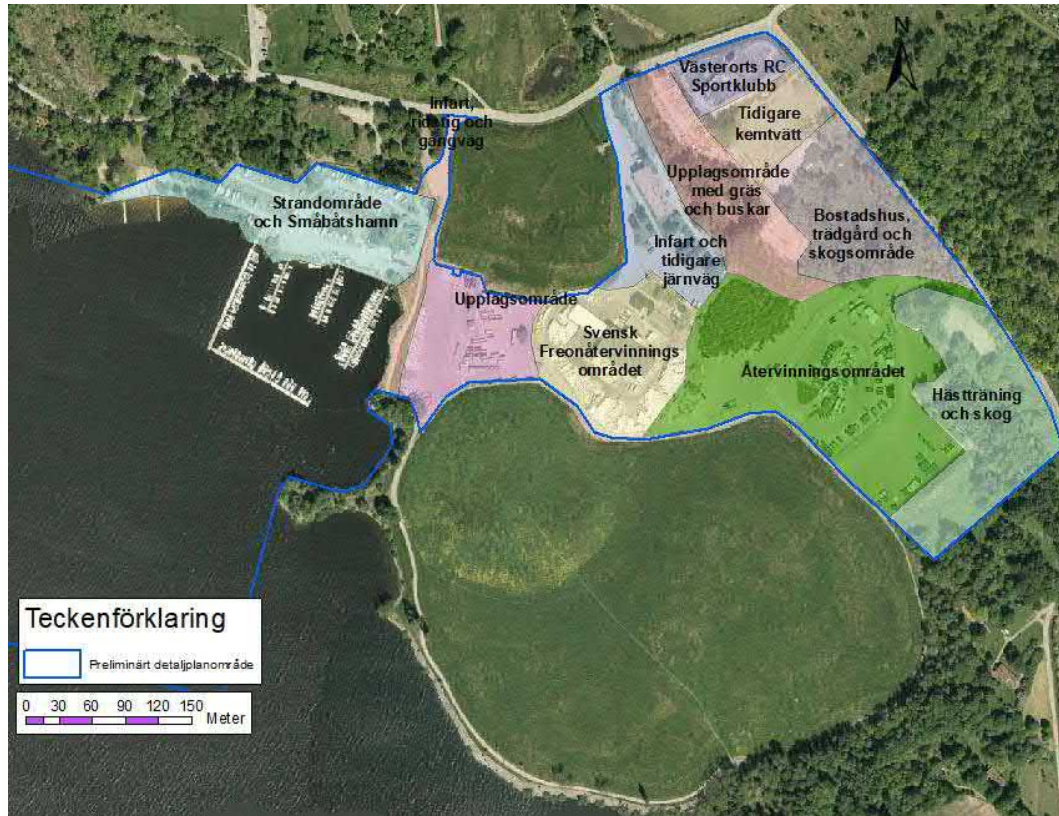 N
Västerorts RC
Sportklubb
Tidigare
kemtvätt
Infart,
ridstig och
gångväg
Upplagsområde
med gräs
och buskar
Strandområde
och Småbåtshamn
Bostadshus,
trädgård och
skogsområde
Infart och
tidigare
järnväg
Upplagsområde
Svensk
Freonåtervinnings
området
Återvinningsområdet
Hästträning
och skog
Teckenförklaring
Preliminärt detaljplanområde
0 30 60 90 120 150
Meter